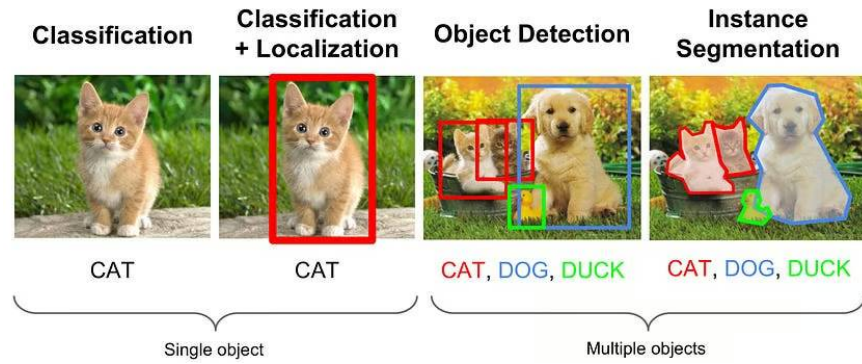 Classification
Classification
+ Localization
Object Detection
Instance
Segmentation
CAT
CAT
CAT, DOG, DUCK
CAT, DOG, DUCK
Single object
Multiple objects